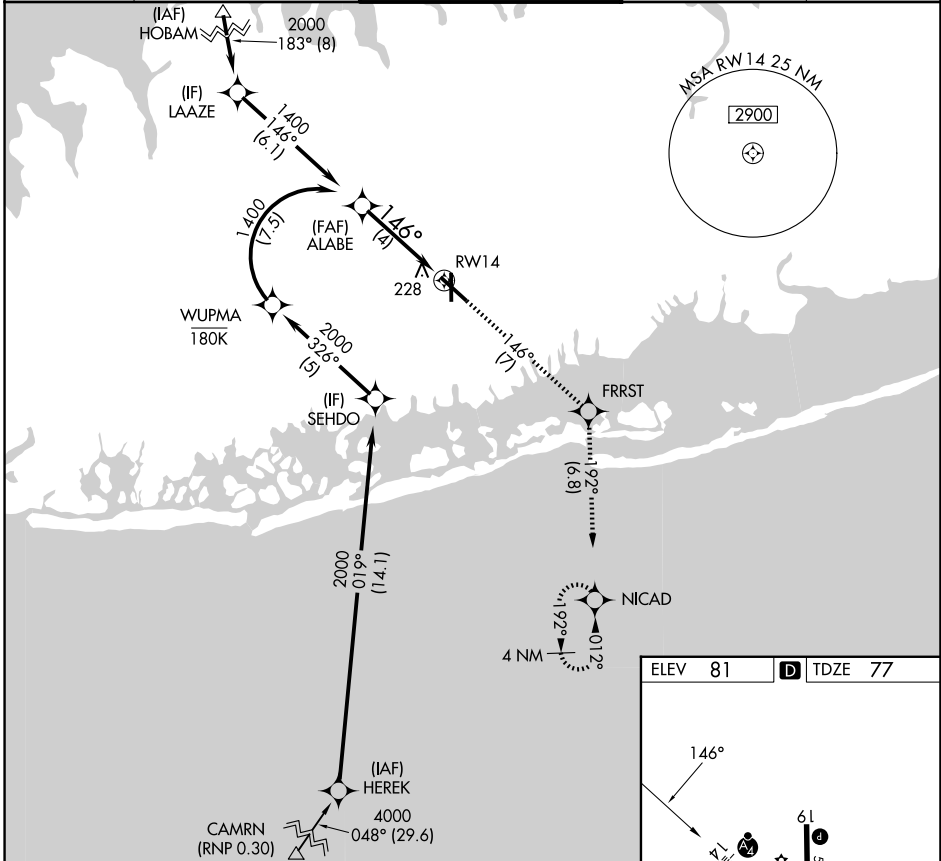 (IAF)
HOBAM
2000
183° (8)
(IF)
LAAZE
1400
146°
(6.1)
MSA RW14 25 NM
2900
1400
(7.5)
(FAF)
ALABE
146°
(4)
RW14
228
WUPMA
180K
2000
326°
(5)
(IF)
SEHDO
146°
(7)
FRRST
192°
(6.8)
2000
019°
(14.1)
NICAD
192°
012°
4 NM
(IAF)
HEREK
4000
048° (29.6)
CAMRN
(RNP 0.30)
ELEV 81 D TDZE 77
146°
19
P
A4
14
5